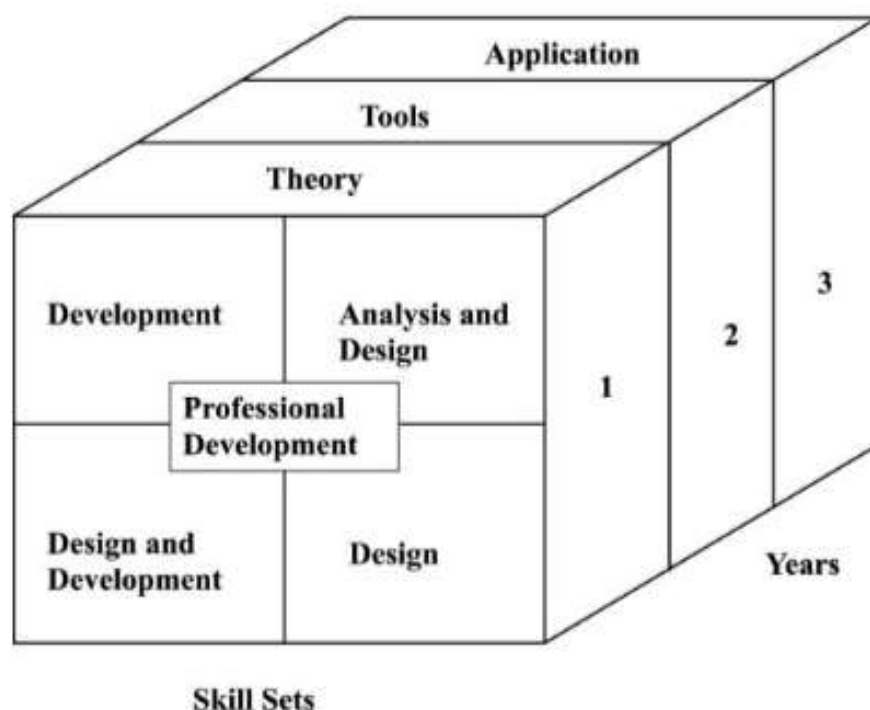 Application
Tools
Theory
Development
Analysis and
Design
3
2
1
Professional
Development
Design and
Development
Design
Years
Skill Sets